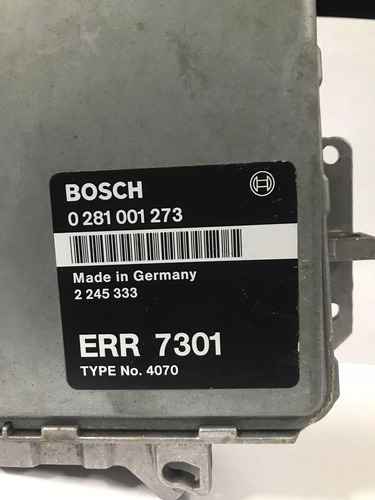 BOSCH
0 281 001 273
Made in Germany
2 245 333
ERR 7301
TYPE No. 4070